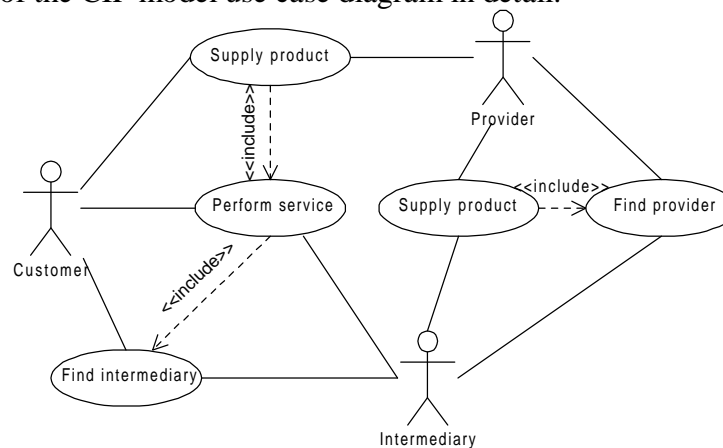 of the CIP model use case diagram in detail.
Supply product
Provider
<<include>>
<<include>>
Perform service
Supply product
Find provider
Customer
<<include>>
Find intermediary
Intermediary